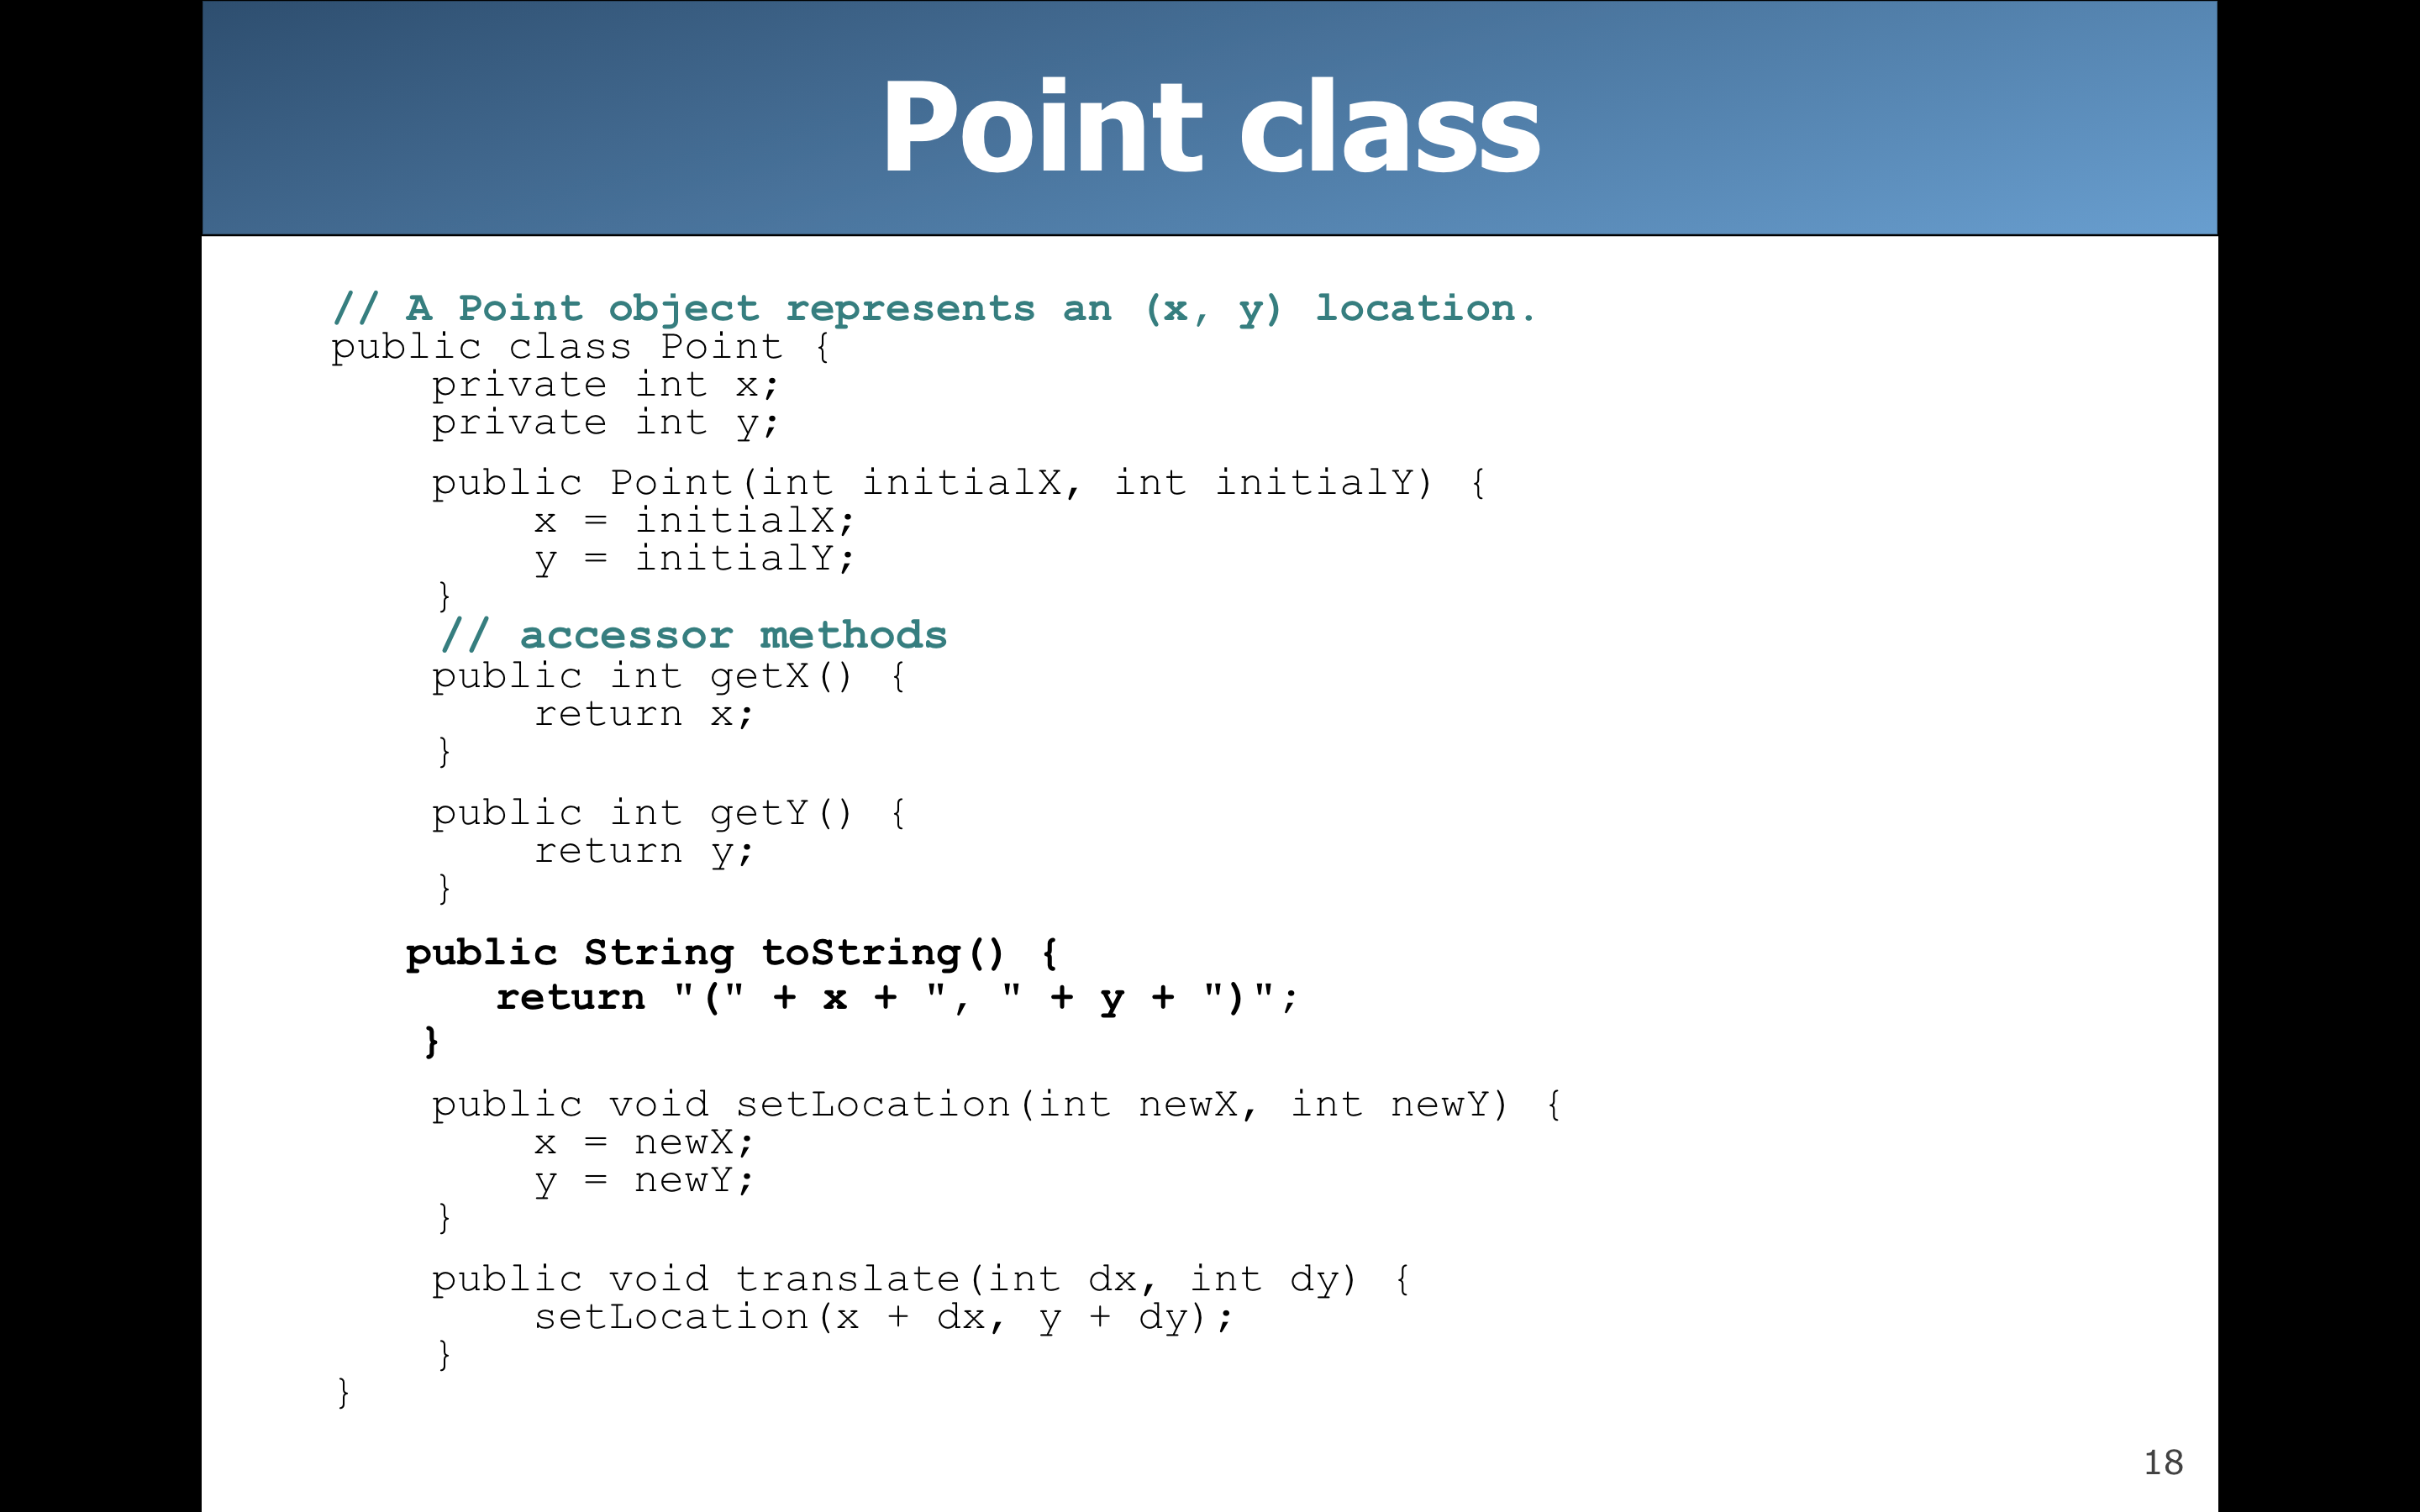 Point class
// A Point object represents an (x, y) location.
public class Point {
private int x;
private int y;
public Point(int initialX, int initialY) {
x = initialX;
y = initialY;
}
// accessor methods
public int getX() {
return x;
}
public int getY() {
return y;
}
public String toString() {
return "(" + x + ", " + y + ")";
}
public void setLocation(int newX, int newY) {
x = newX;
y = newY;
}
public void translate(int dx, int dy) {
setLocation(x + dx, y + dy);
}
}
18